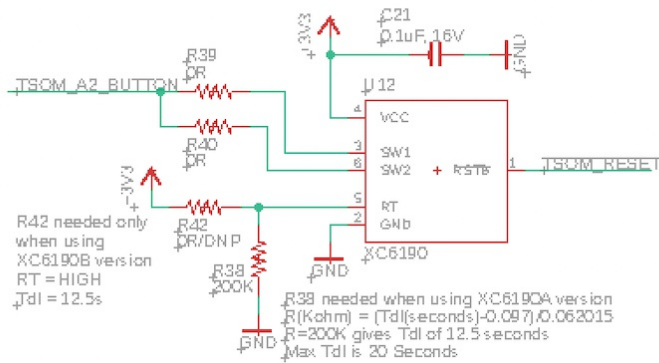 C21
0.1uF, 16V
+3V3
GND
R39
0R
TSOM_A2_BUTTON
U12
4
VCC
R40
0R
3
SW1
6
SW2
RSTB
1
TSOM_RESET
+3V3
5
RT
2
GND
R42
0R/DNP
XC6190
R42 needed only
when using
XC6190B version
RT = HIGH
Tdl = 12.5s
R38
200K
GND
GND
R38 needed when using XC6190A version
R(Kohm) = (Tdl(seconds)-0.097)/0.062015
R=200K gives Tdl of 12.5 seconds
Max Tdl is 20 Seconds